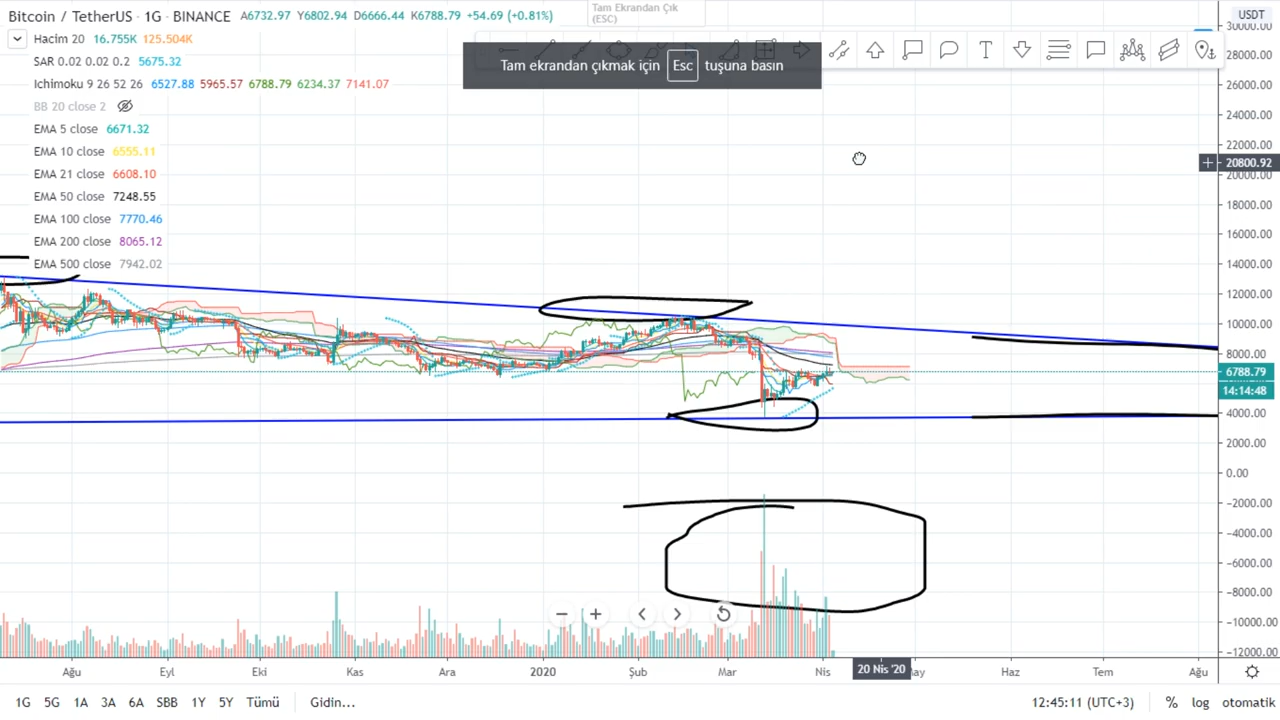 Bitcoin / TetherUS · 1G · BINANCE A6732.97 Y6802.94 D6666.44 K6788.79 +54.69 (+0.81%)
Tam Ekrandan Çık
(ESC)
USDT
Hacim 20 16.755K 125.504K
SAR 0.02 0.02 0.2 5675.32
Ichimoku 9 26 52 26 6527.88 5965.57 6788.79 6234.37 7141.07
BB 20 close 2
EMA 5 close 6671.32
EMA 10 close 6555.11
EMA 21 close 6608.10
EMA 50 close 7248.55
EMA 100 close 7770.46
EMA 200 close 8065.12
EMA 500 close 7942.02
Tam ekrandan çıkmak için Esc tuşuna basın
T
30000.00
28000.00
26000.00
24000.00
22000.00
20800.92
20000.00
18000.00
16000.00
14000.00
12000.00
10000.00
8000.00
6788.79
14:14:48
4000.00
2000.00
0.00
-2000.00
-4000.00
-6000.00
-8000.00
-10000.00
-12000.00
Ağu Eyl Eki Kas Ara 2020 Şub Mar Nis 20 Nis '20 May Haz Tem Ağu
1G 5G 1A 3A 6A SBB 1Y 5Y Tümü Gidin... 12:45:11 (UTC+3) % log otomatik